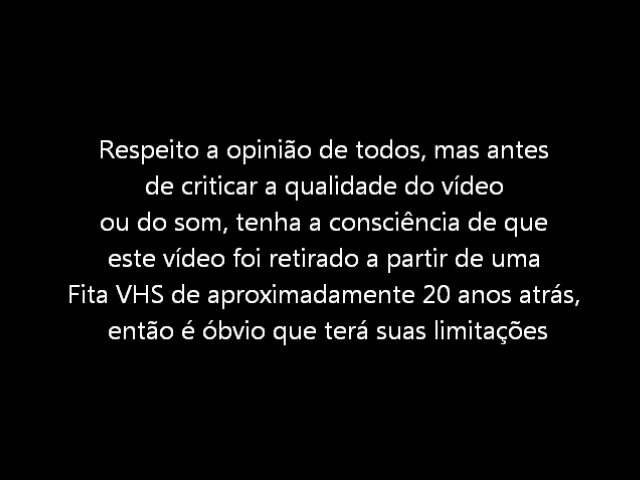 Respeito a opinião de todos, mas antes
de criticar a qualidade do vídeo
ou do som, tenha a consciência de que
este vídeo foi retirado a partir de uma
Fita VHS de aproximadamente 20 anos atrás,
então é óbvio que terá suas limitações